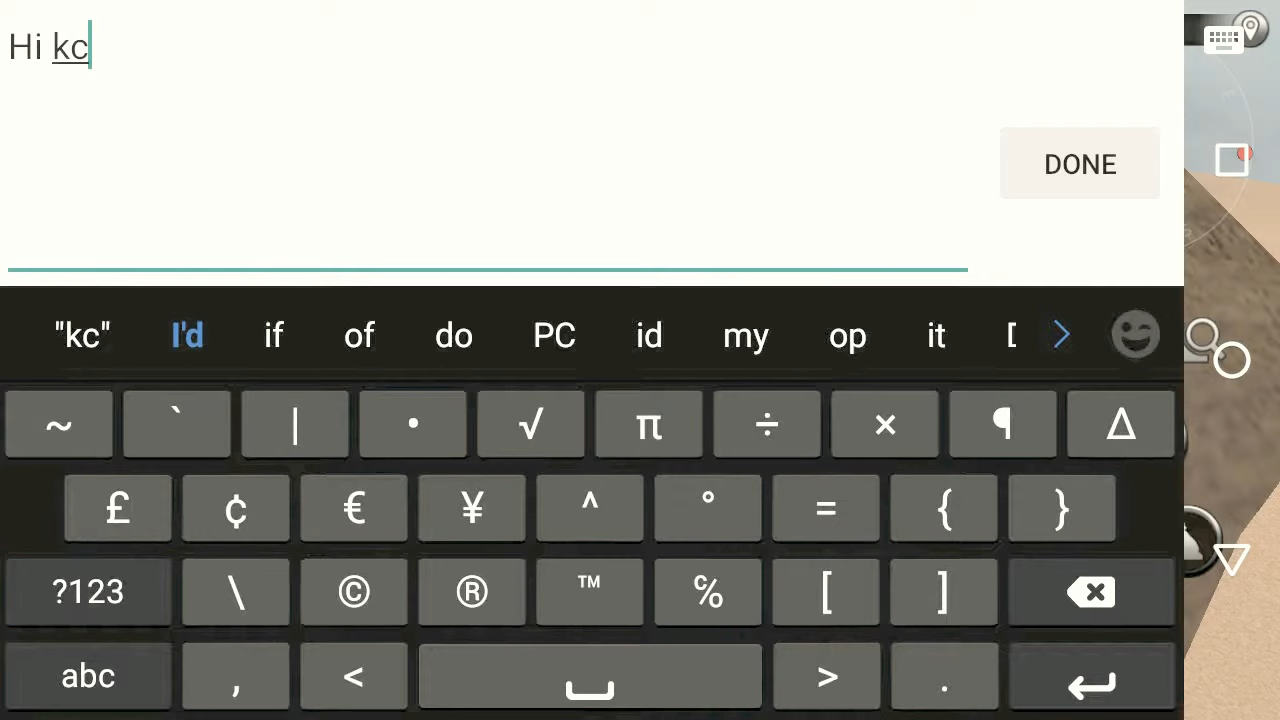 Hi kc
DONE
"kc" I'd if of do PC id my op it
~ ` | • √ π ÷ × ¶ Δ
£ ¢ € ¥ ^ ° = { }
?123 \ © ® ™ ℅ [ ]
abc , < > .